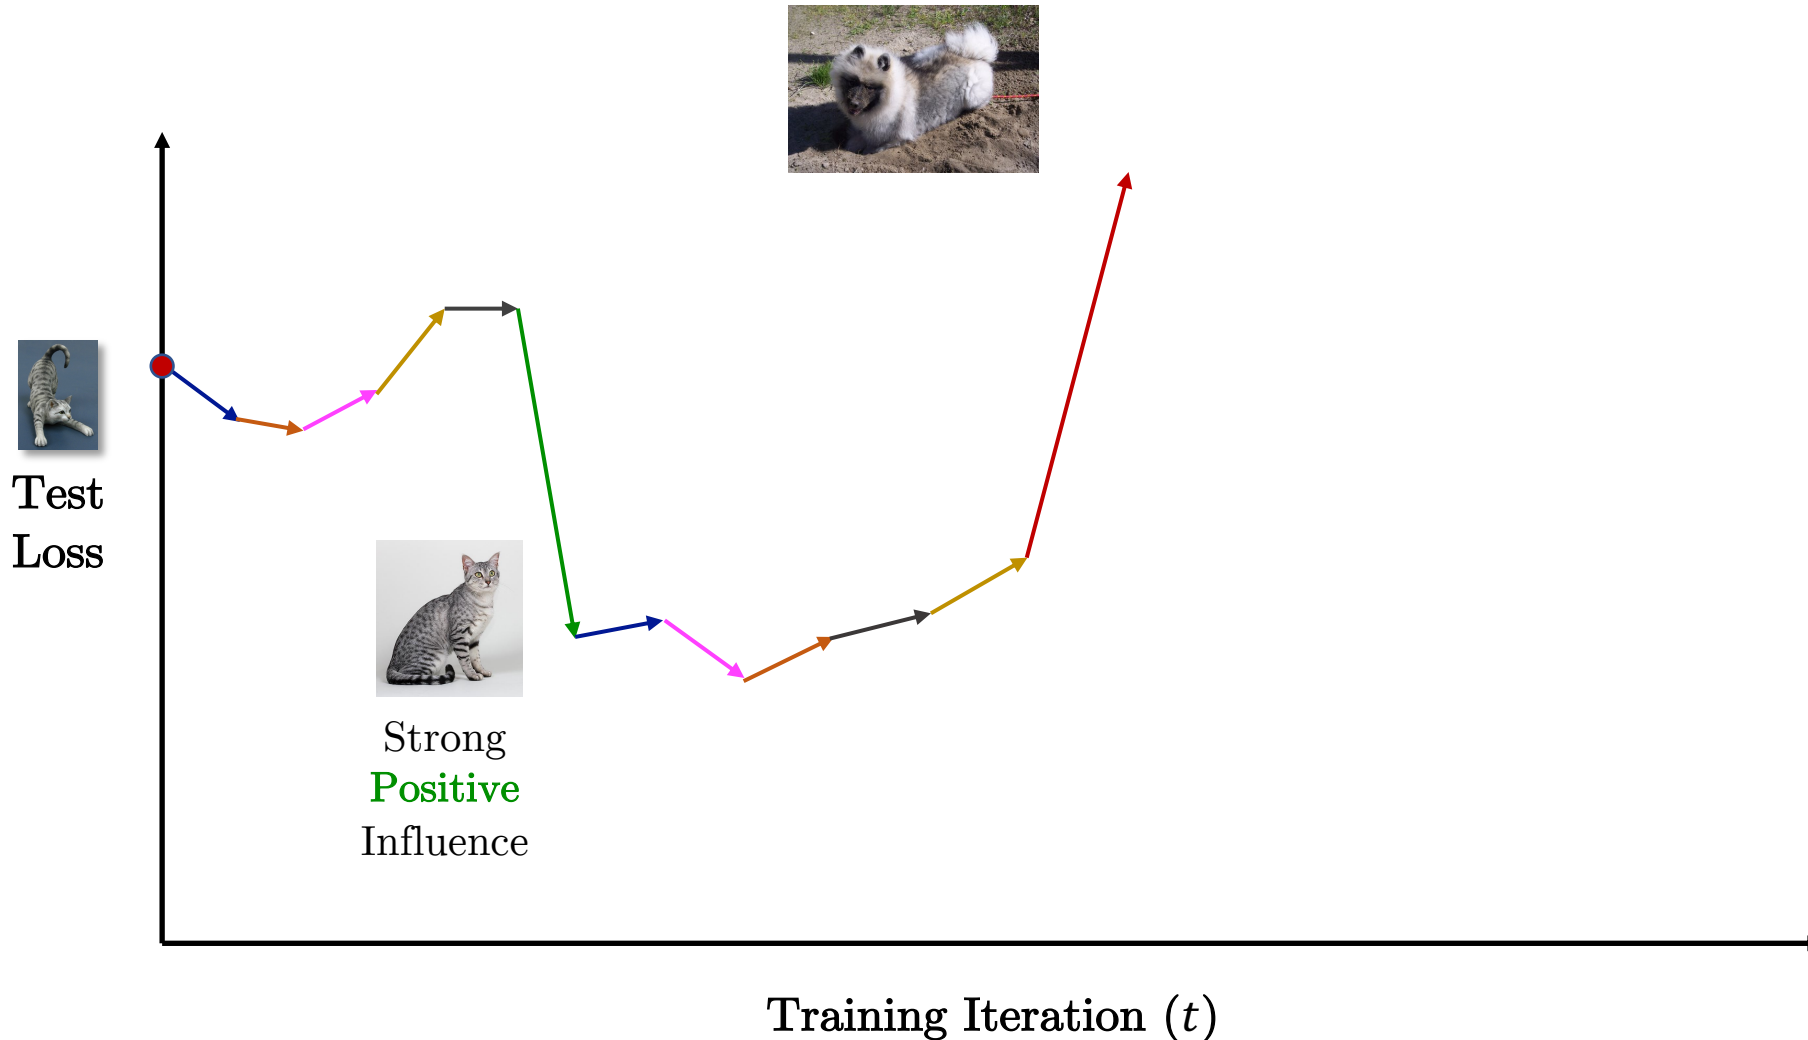 Test
Loss
Strong
Positive
Influence
Training Iteration (t)